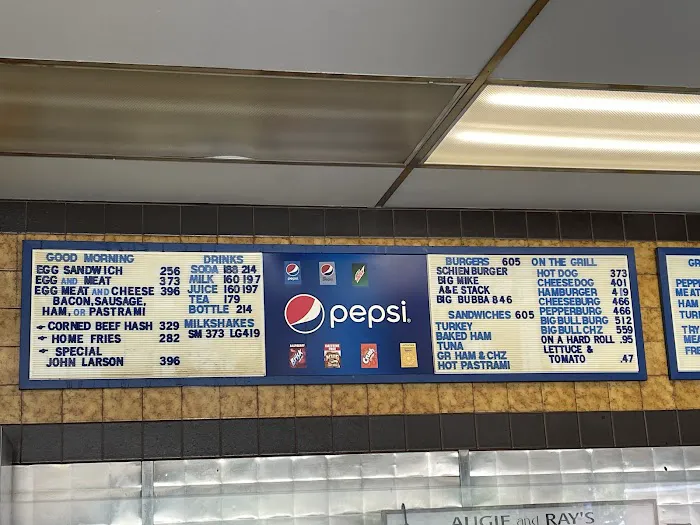 GOOD MORNING
EGG SANDWICH 256
EGG AND MEAT 373
EGG MEAT AND CHEESE 396
BACON, SAUSAGE,
HAM, OR PASTRAMI
CORNED BEEF HASH 329
HOME FRIES 282
SPECIAL
JOHN LARSON 396
DRINKS
SODA 188 214
MILK 160 197
JUICE 160 197
TEA 179
BOTTLE 214
MILKSHAKES
SM 373 LG 419
pepsi
BURGERS 605
SCHIENBURGER
BIG MIKE
A&E STACK
BIG BUBBA 846
SANDWICHES 605
TURKEY
BAKED HAM
TUNA
GR HAM & CHZ
HOT PASTRAMI
ON THE GRILL
HOT DOG 373
CHEESEDOG 401
HAMBURGER 419
CHEESEBURG 466
PEPPERBURG 466
BIG BULL BURG 512
BIG BULL CHZ 559
ON A HARD ROLL .95
LETTUCE &
TOMATO .47
AUGIE and RAY'S